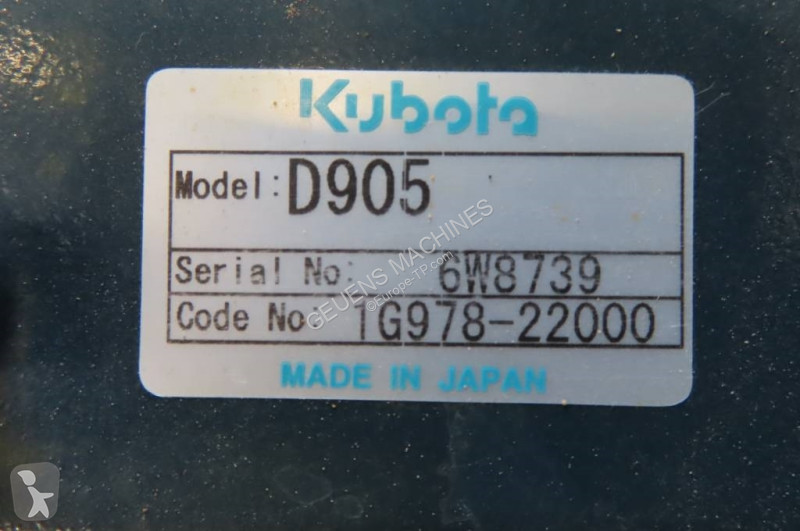 Kubota
Model: D905
Serial No: 6W8739
Code No: 1G978-22000
MADE IN JAPAN
GEUENS MACHINES
©Europe-TP.com